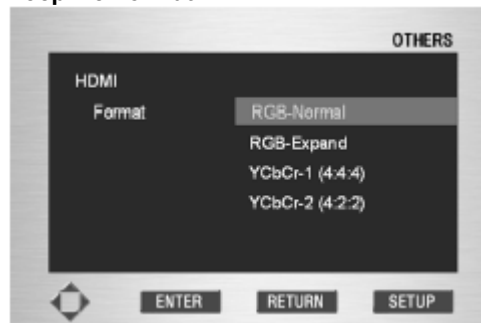 OTHERS
HDMI
Format
RGB-Normal
RGB-Expand
YCbCr-1 (4:4:4)
YCbCr-2 (4:2:2)
ENTER RETURN SETUP